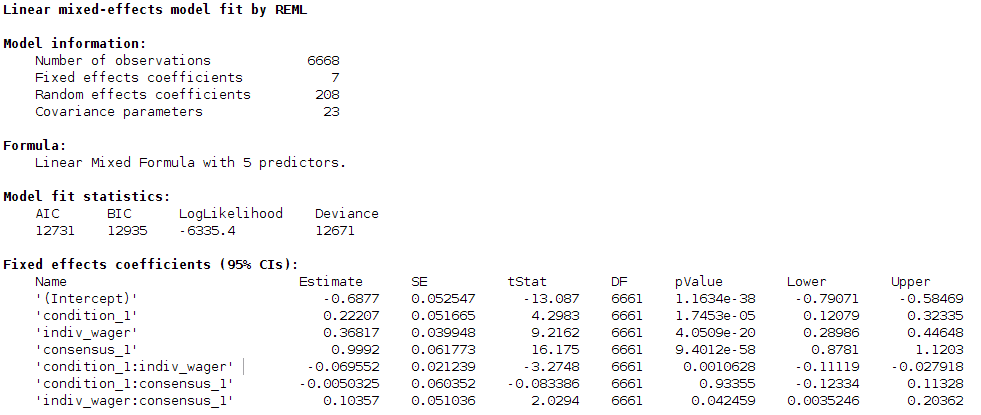 Linear mixed-effects model fit by REML
Model information:
Number of observations 6668
Fixed effects coefficients 7
Random effects coefficients 208
Covariance parameters 23
Formula:
Linear Mixed Formula with 5 predictors.
Model fit statistics:
AIC BIC LogLikelihood Deviance
12731 12935 -6335.4 12671
Fixed effects coefficients (95% CIs):
Name Estimate SE tStat DF pValue Lower Upper
'(Intercept)' -0.6877 0.052547 -13.087 6661 1.1634e-38 -0.79071 -0.58469
'condition_1' 0.22207 0.051665 4.2983 6661 1.7453e-05 0.12079 0.32335
'indiv_wager' 0.36817 0.039948 9.2162 6661 4.0509e-20 0.28986 0.44648
'consensus_1' 0.9992 0.061773 16.175 6661 9.4012e-58 0.8781 1.1203
'condition_1:indiv_wager' -0.069552 0.021239 -3.2748 6661 0.0010628 -0.11119 -0.027918
'condition_1:consensus_1' -0.0050325 0.060352 -0.083386 6661 0.93355 -0.12334 0.11328
'indiv_wager:consensus_1' 0.10357 0.051036 2.0294 6661 0.042459 0.0035246 0.20362